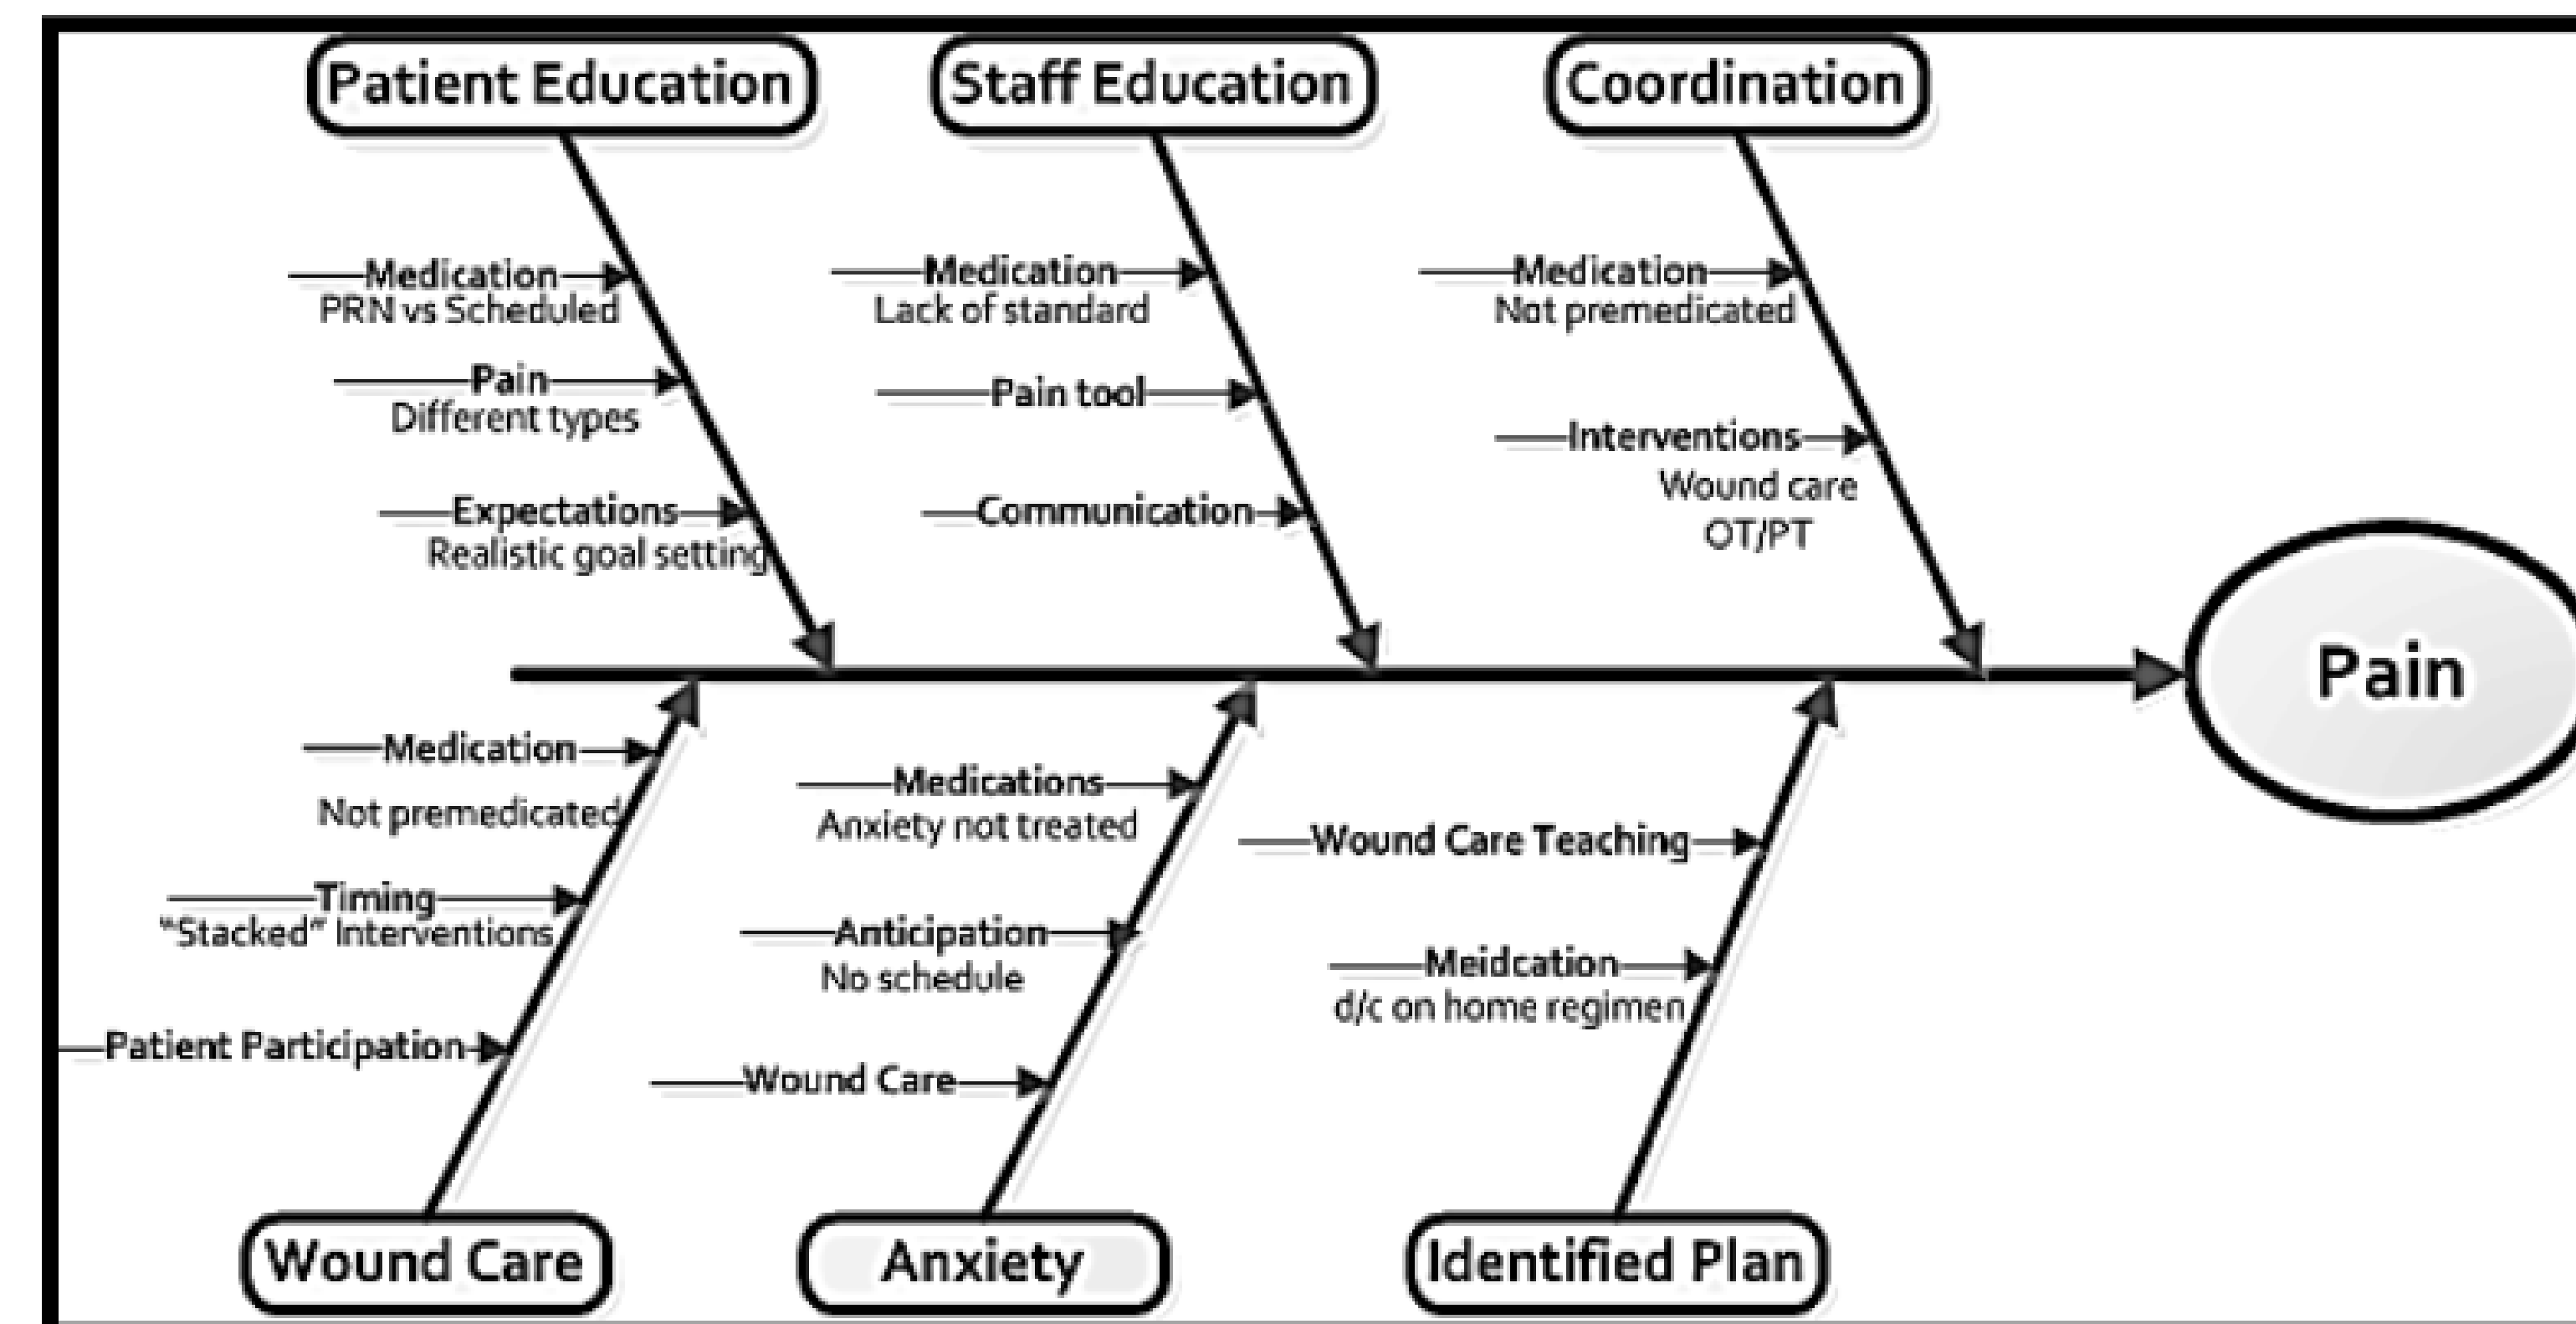 Patient Education
Staff Education
Coordination
Medication
PRN vs Scheduled
Pain
Different types
Expectations
Realistic goal setting
Medication
Lack of standard
Pain tool
Communication
Medication
Not premedicated
Interventions
Wound care
OT/PT
Pain
Medication
Not premedicated
Timing
"Stacked" Interventions
Patient Participation
Medications
Anxiety not treated
Anticipation
No schedule
Wound Care
Wound Care Teaching
Meidcation
d/c on home regimen
Wound Care
Anxiety
Identified Plan